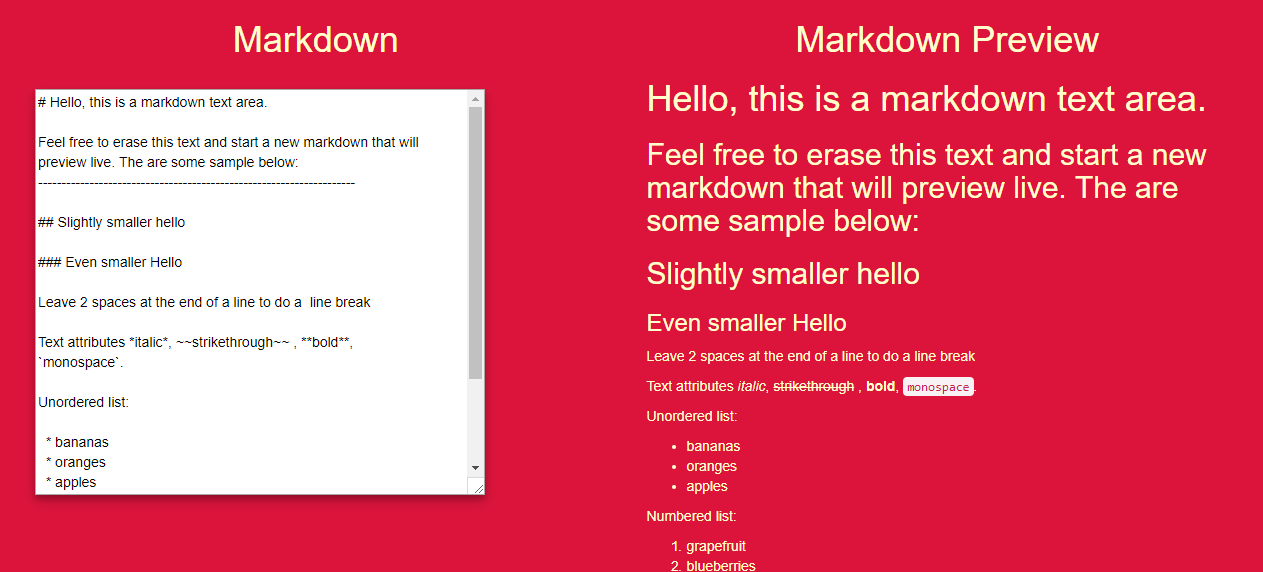 Markdown
# Hello, this is a markdown text area.
Feel free to erase this text and start a new markdown that will
preview live. The are some sample below:
--------------------------------------------------------------------
## Slightly smaller hello
### Even smaller Hello
Leave 2 spaces at the end of a line to do a  line break
Text attributes *italic*, ~~strikethrough~~ , **bold**,
`monospace`.
Unordered list:
* bananas
* oranges
* apples
Markdown Preview
Hello, this is a markdown text area.
Feel free to erase this text and start a new
markdown that will preview live. The are
some sample below:
Slightly smaller hello
Even smaller Hello
Leave 2 spaces at the end of a line to do a line break
Text attributes italic, strikethrough , bold, monospace.
Unordered list:
• bananas
• oranges
• apples
Numbered list:
1. grapefruit
2. blueberries